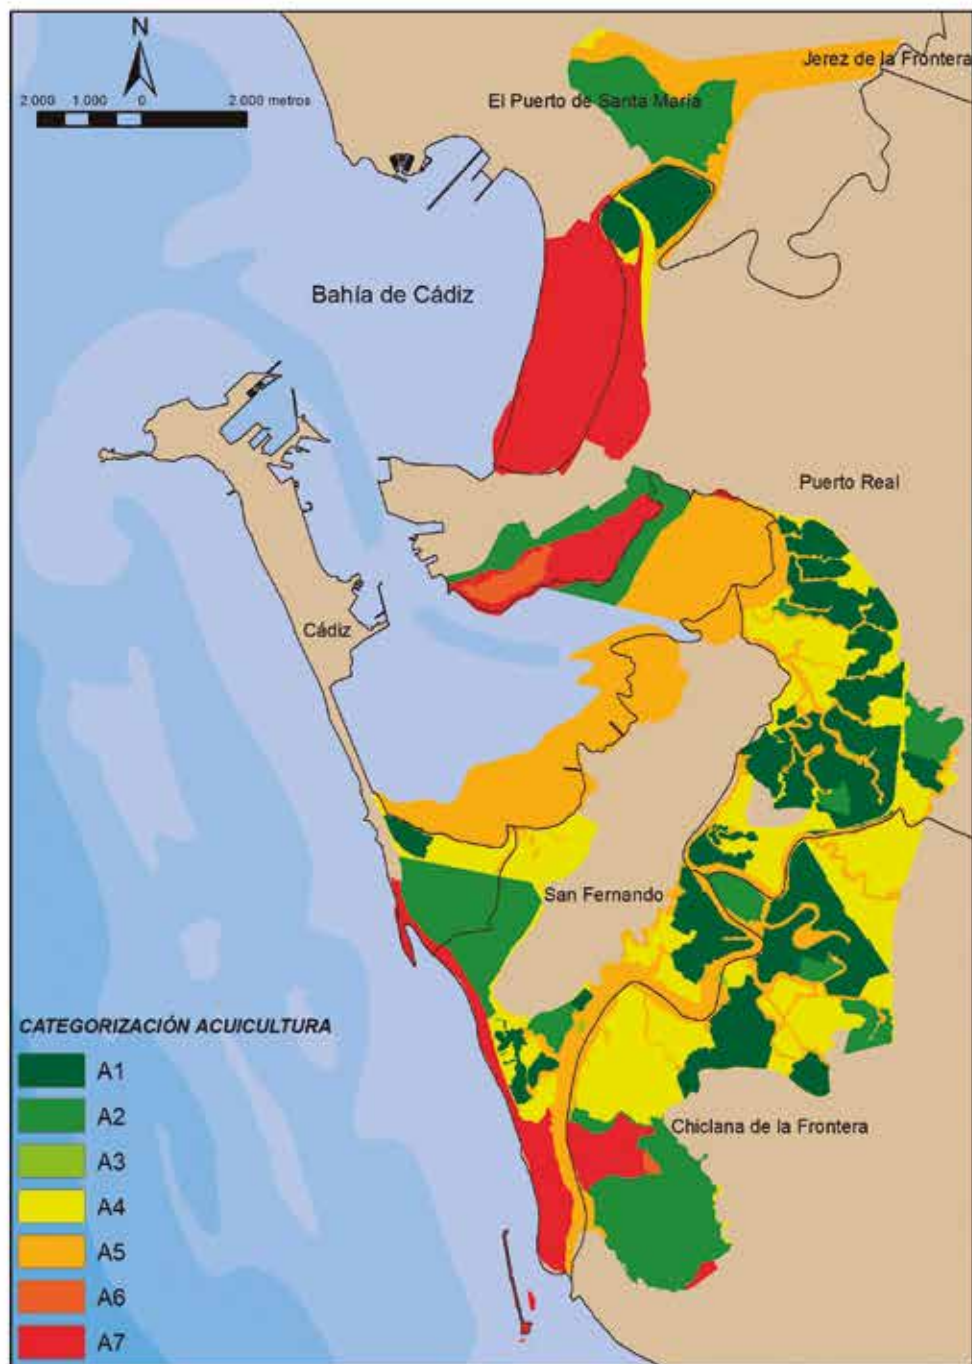 N
2.000 1.000 0 2.000 metros
Jerez de la Frontera
El Puerto de Santa María
Bahía de Cádiz
Puerto Real
Cádiz
San Fernando
Chiclana de la Frontera
CATEGORIZACIÓN ACUICULTURA
A1
A2
A3
A4
A5
A6
A7